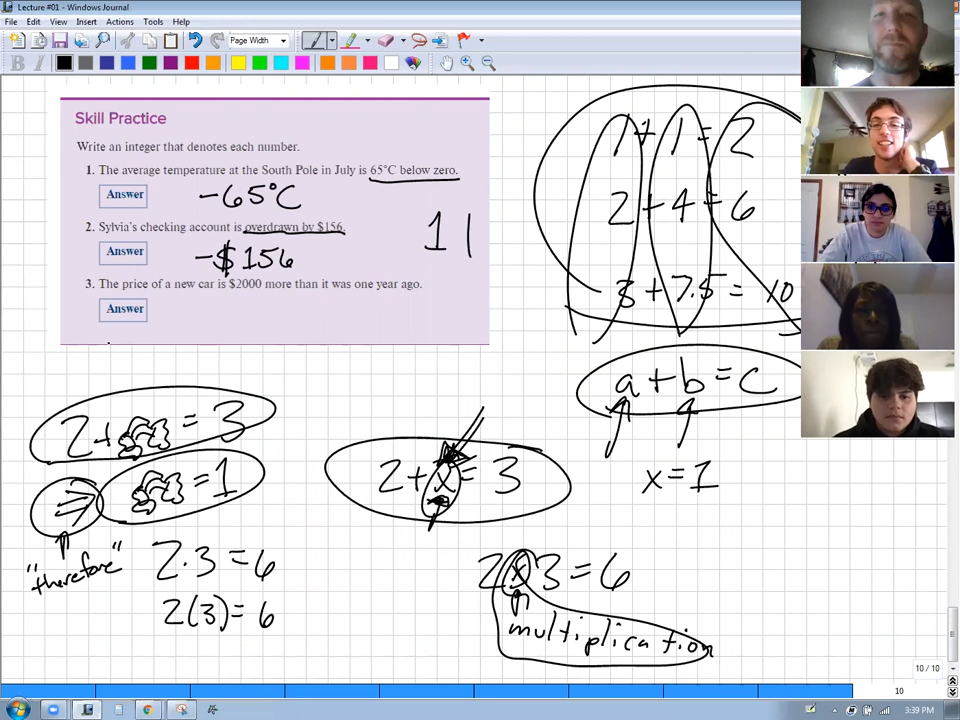 Lecture #01 - Windows Journal
File Edit View Insert Actions Tools Help
Page Width
B I
Skill Practice
Write an integer that denotes each number.
1. The average temperature at the South Pole in July is 65°C below zero.
Answer
-65°C
2. Sylvia's checking account is overdrawn by $156.
Answer
-$156
3. The price of a new car is $2000 more than it was one year ago.
Answer
1 |
1 + 1 = 2
2 + 4 = 6
3 + 7.5 = 10
a + b = c
x = 1
2 + = 3
= 1
⇒
"therefore"
2 · 3 = 6
2(3) = 6
2 + x = 3
2 x 3 = 6
multiplication
10 / 10
10
3:39 PM